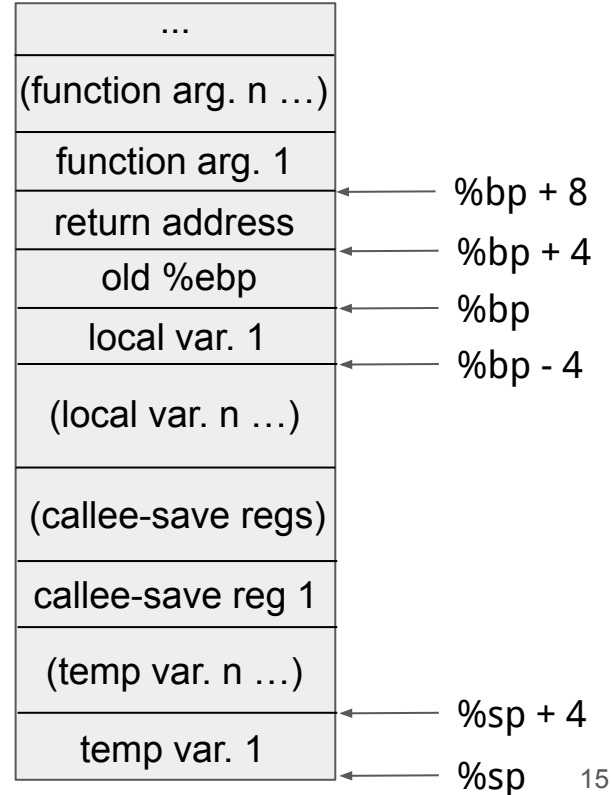 ...
(function arg. n …)
function arg. 1
%bp + 8
return address
%bp + 4
old %ebp
%bp
local var. 1
%bp - 4
(local var. n …)
(callee-save regs)
callee-save reg 1
(temp var. n …)
%sp + 4
temp var. 1
%sp
15